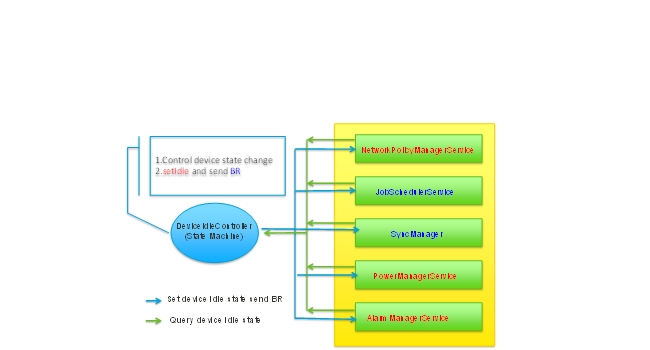 1.Control device state change
2.setIdle and send BR
DeviceIdleController
(State Machine)
NetworkPolicyManagerService
JobSchedulerService
SyncManager
PowerManagerService
AlarmManagerService
Set device Idle state send BR
Query device Idle state